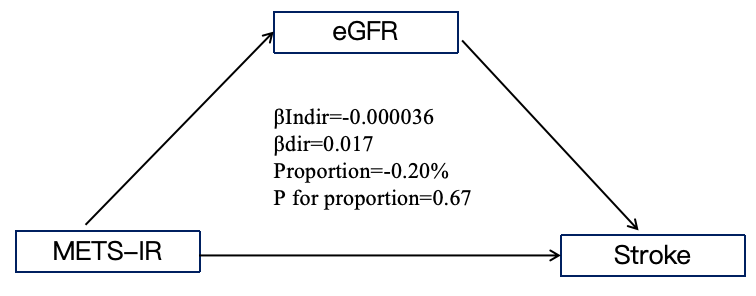 eGFR
βIndir=-0.000036
βdir=0.017
Proportion=-0.20%
P for proportion=0.67
METS–IR
Stroke